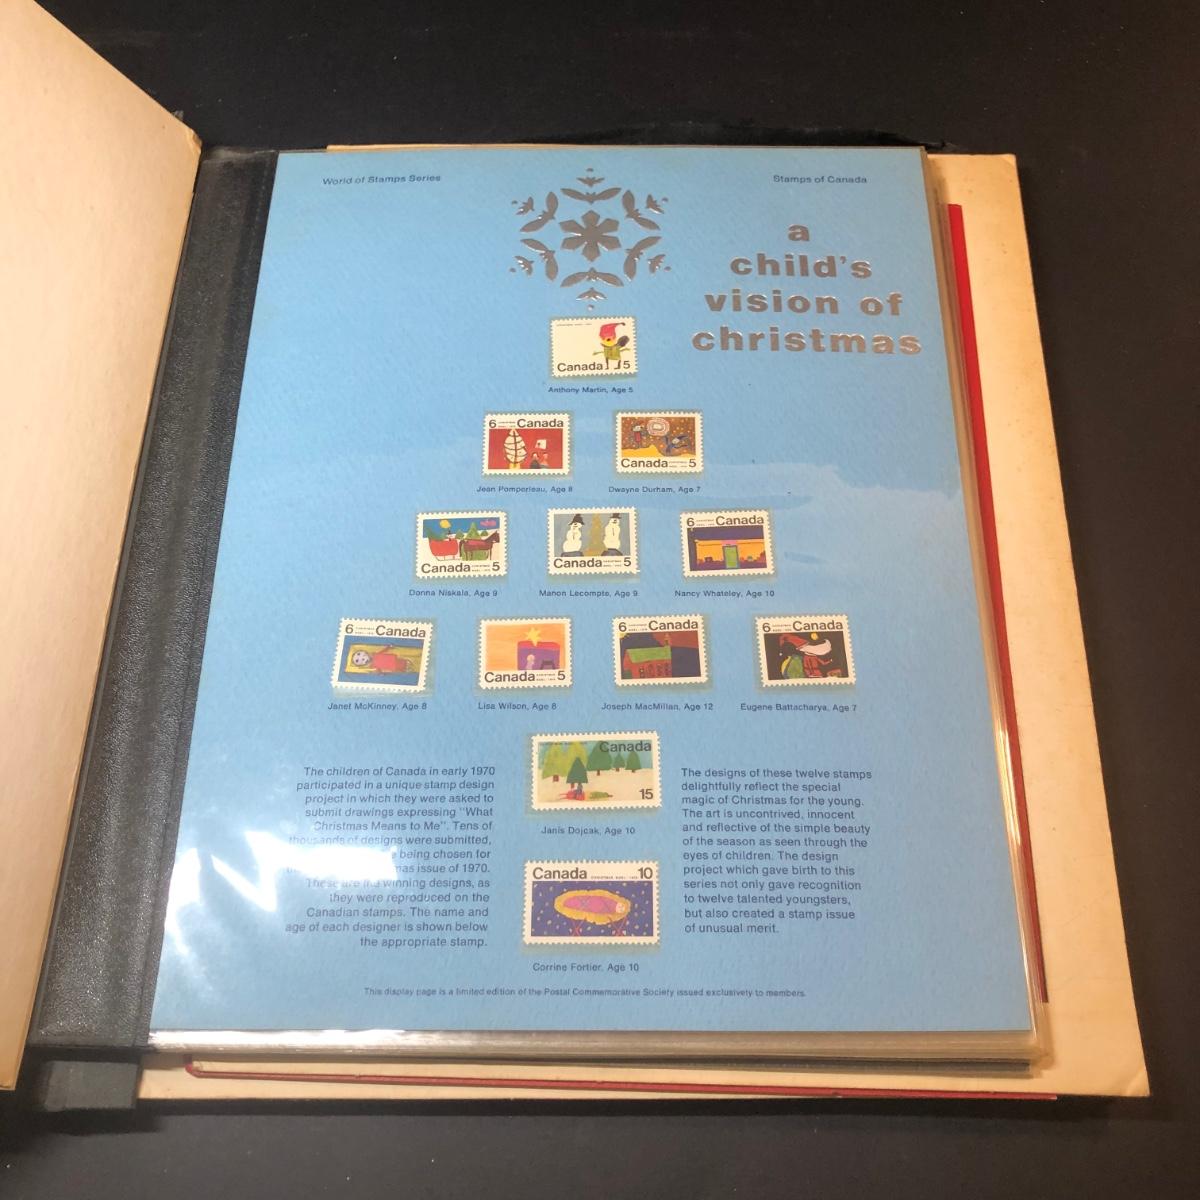 World of Stamps Series
Stamps of Canada
a
child's
vision of
christmas
Canada 5
Anthony Martin, Age 5
6 Canada
Canada 5
Jean Pomperleau, Age 8
Dwayne Durham, Age 7
Canada 5
Canada 5
6 Canada
Donna Niskala, Age 9
Manon Lecompte, Age 9
Nancy Whateley, Age 10
6 Canada
Canada 5
6 Canada
6 Canada
Janet McKinney, Age 8
Lisa Wilson, Age 8
Joseph MacMillan, Age 12
Eugene Battacharya, Age 7
Canada
15
Janis Dojcak, Age 10
Canada CHRISTMAS 10
Corrine Fortier, Age 10
The children of Canada in early 1970
participated in a unique stamp design
project in which they were asked to
submit drawings expressing "What
Christmas Means to Me". Tens of
thousands of designs were submitted,
being chosen for
issue of 1970.
These are the winning designs, as
they were reproduced on the
Canadian stamps. The name and
age of each designer is shown below
the appropriate stamp.
The designs of these twelve stamps
delightfully reflect the special
magic of Christmas for the young.
The art is uncontrived, innocent
and reflective of the simple beauty
of the season as seen through the
eyes of children. The design
project which gave birth to this
series not only gave recognition
to twelve talented youngsters,
but also created a stamp issue
of unusual merit.
This display page is a limited edition of the Postal Commemorative Society issued exclusively to members.